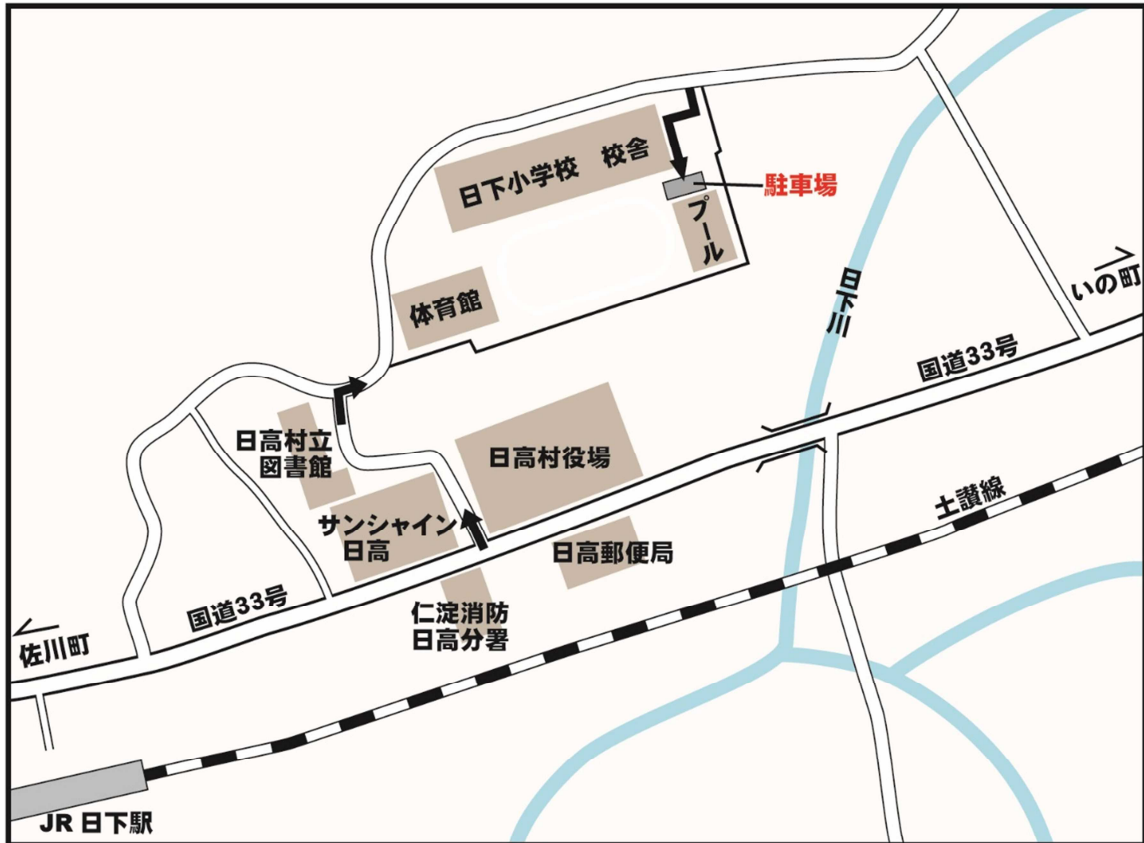 日下小学校 校舎
駐車場
プール
体育館
日下川
いの町
国道33号
日高村立
図書館
日高村役場
サンシャイン
日高
日高郵便局
土讃線
国道33号
仁淀消防
日高分署
佐川町
JR 日下駅